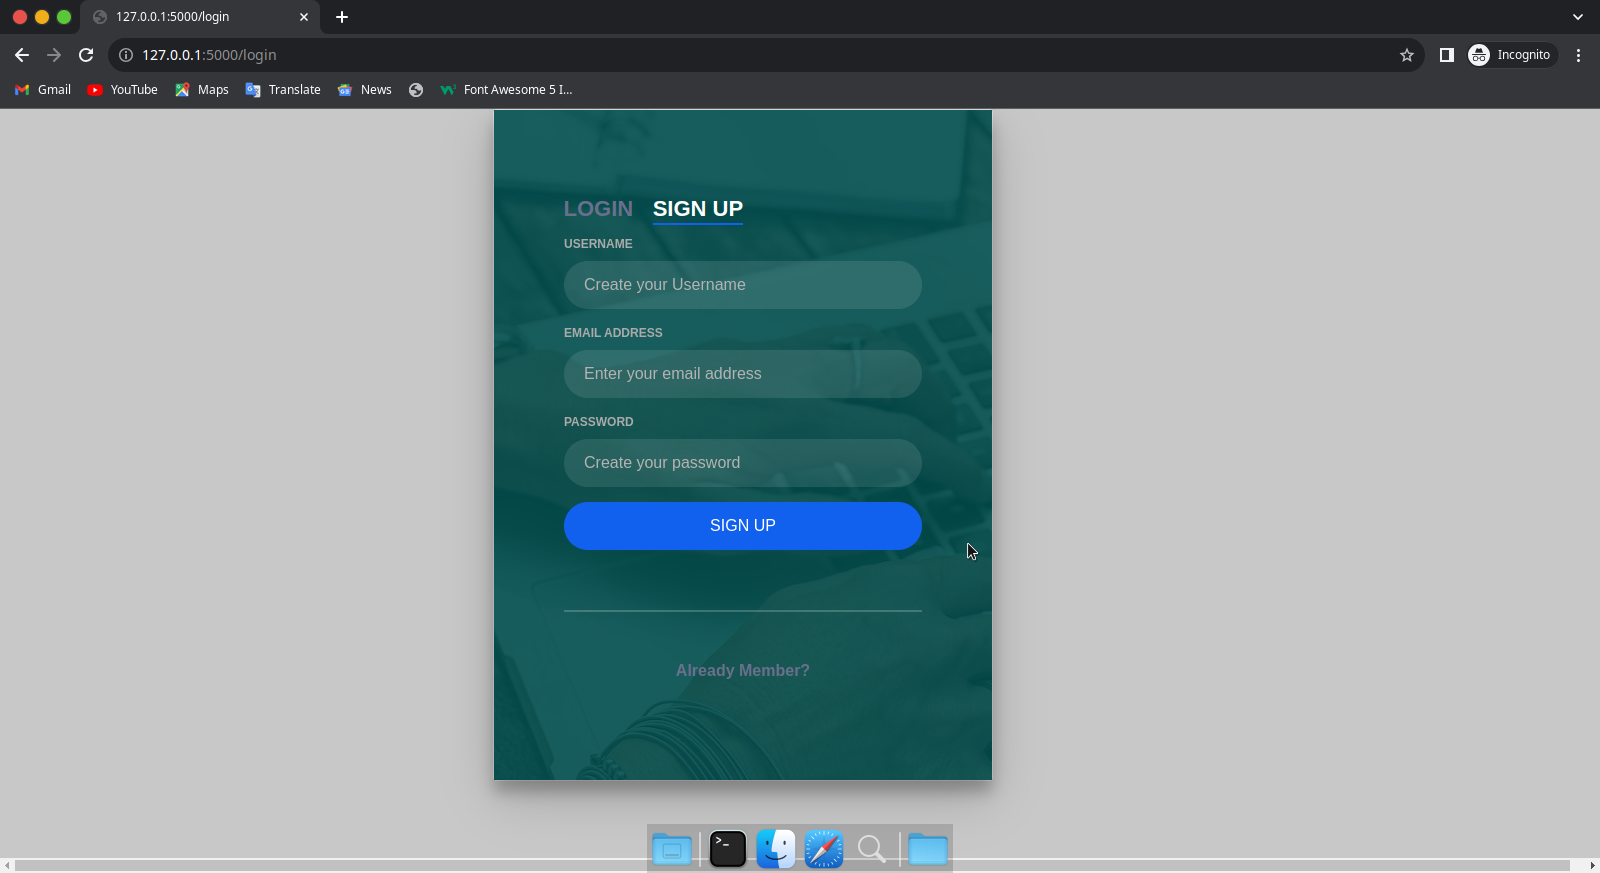 127.0.0.1:5000/login
127.0.0.1:5000/login
Incognito
Gmail YouTube Maps Translate News Font Awesome 5 I...
LOGIN SIGN UP
USERNAME
Create your Username
EMAIL ADDRESS
Enter your email address
PASSWORD
Create your password
SIGN UP
Already Member?